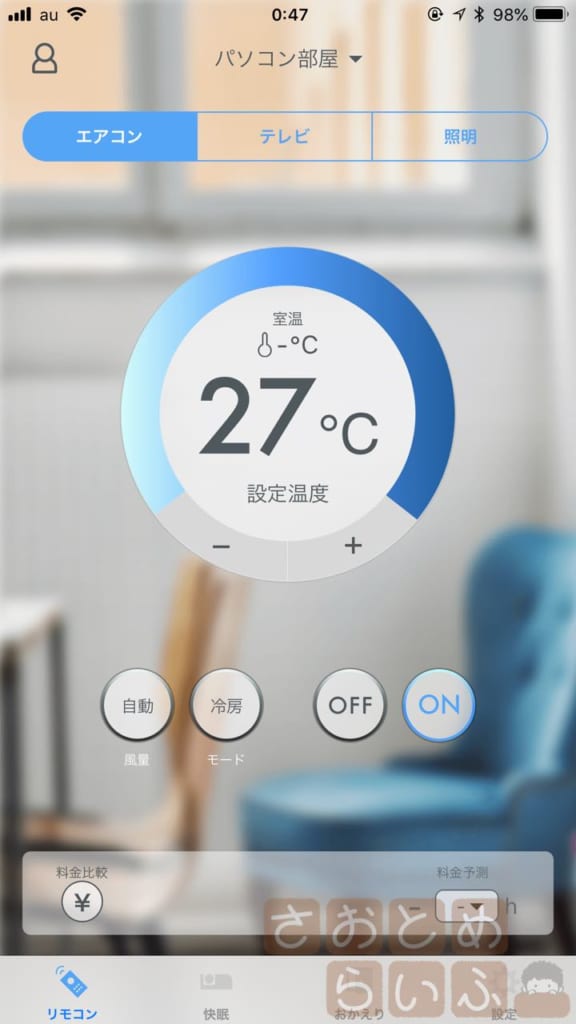 au 0:47 98%
パソコン部屋
エアコン テレビ 照明
室温
-°C
27°C
設定温度
− +
自動 冷房 OFF ON
風量 モード
料金比較 料金予測
¥ - - h
さおとめ
らいふ
リモコン 快眠 おかえり 設定